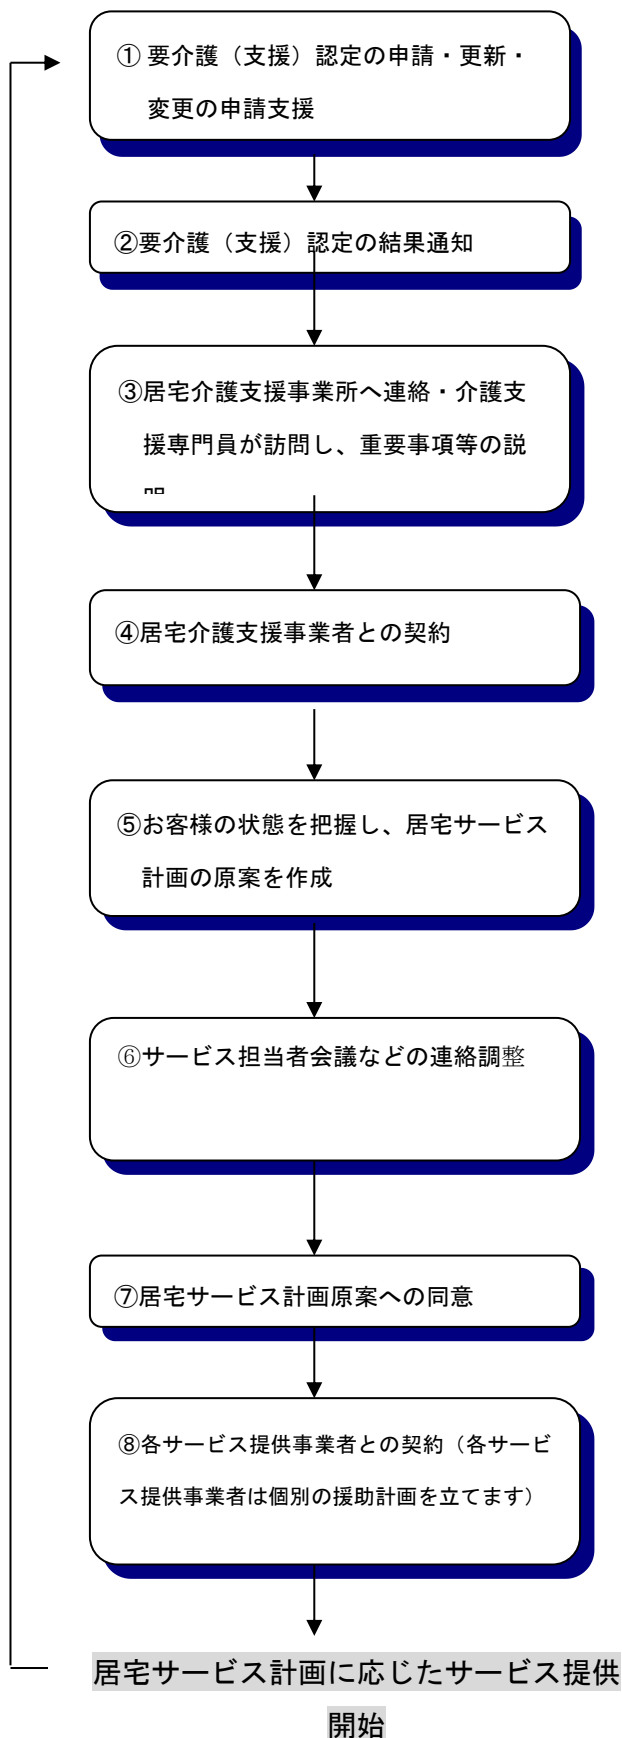 ① 要介護（支援）認定の申請・更新・
変更の申請支援
②要介護（支援）認定の結果通知
③居宅介護支援事業所へ連絡・介護支
援専門員が訪問し、重要事項等の説
④居宅介護支援事業者との契約
⑤お客様の状態を把握し、居宅サービス
計画の原案を作成
⑥サービス担当者会議などの連絡調整
⑦居宅サービス計画原案への同意
⑧各サービス提供事業者との契約（各サービ
ス提供事業者は個別の援助計画を立てます）
居宅サービス計画に応じたサービス提供
開始